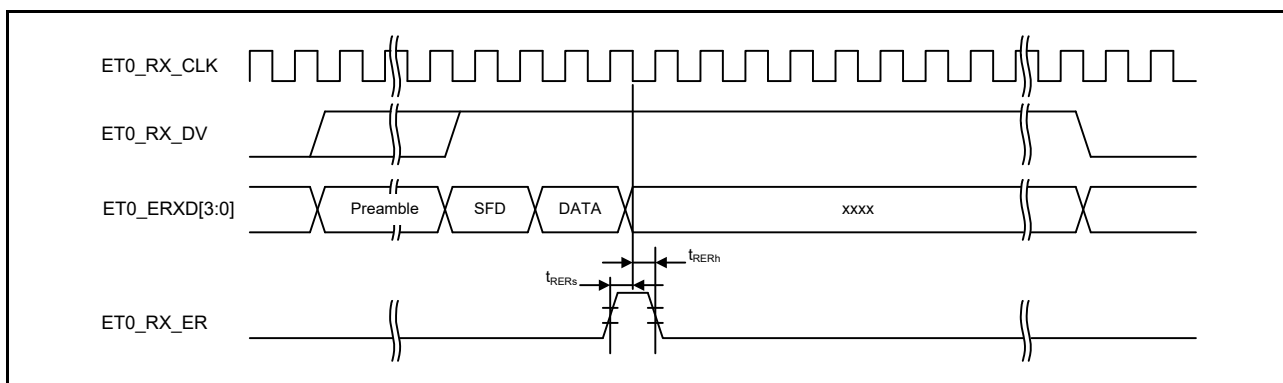 ET0_RX_CLK
ET0_RX_DV
ET0_ERXD[3:0]
Preamble
SFD
DATA
xxxx
tRERh
tRERs
ET0_RX_ER